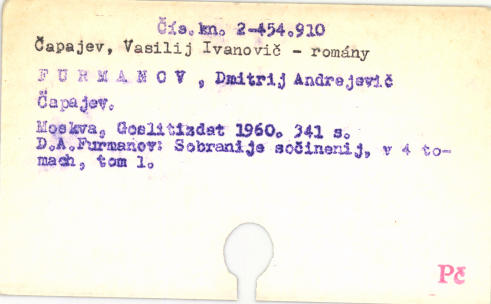 Čís.kn. 2-454.910
Čapajev, Vasilij Ivanovič - romány
FURMANOV, Dmitrij Andrejevič
Čapajev.
Moskva, Goslitizdat 1960. 341 s.
D.A.Furmanov: Sobranije sočinenij, v 4 to-
mach, tom 1.
Pč